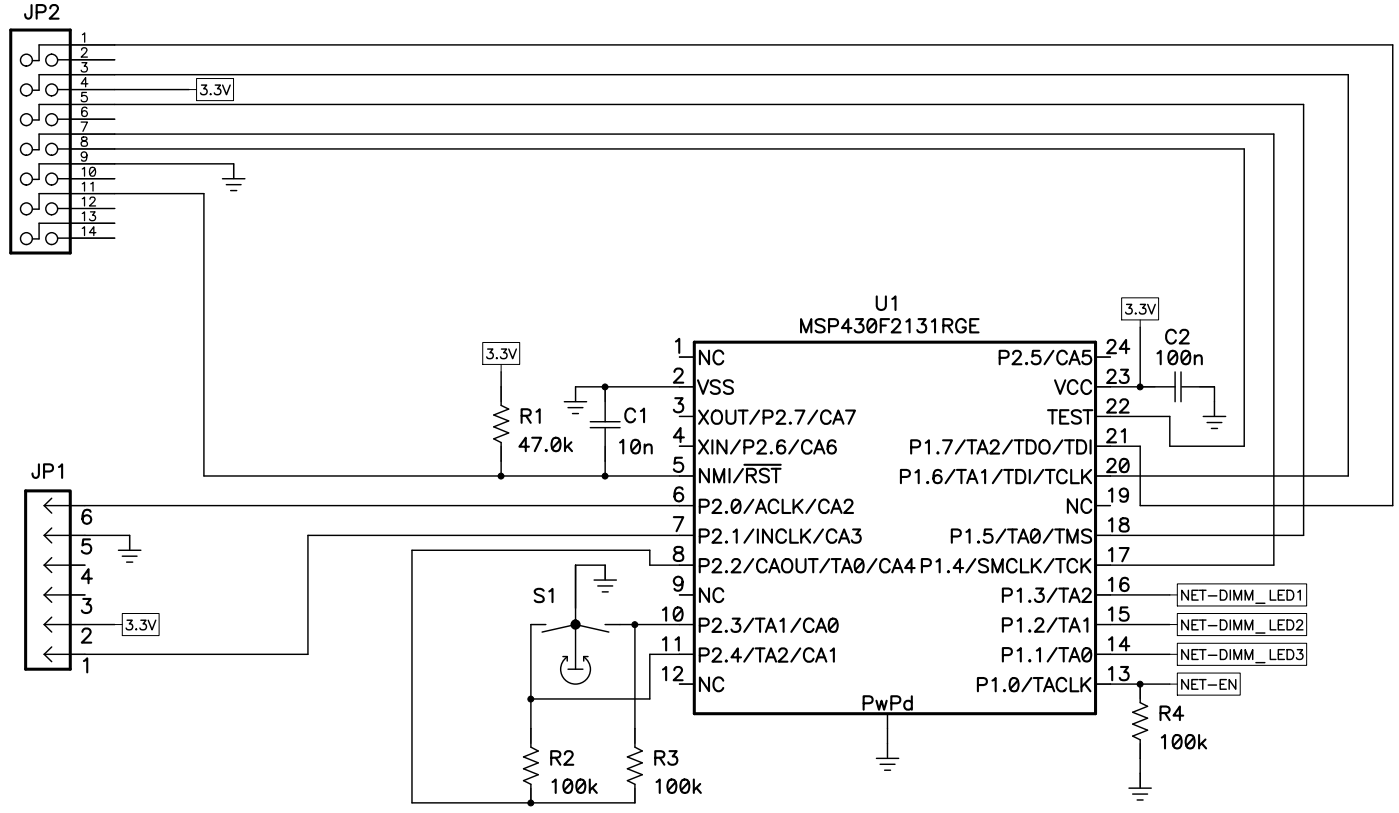 JP2
1
2
3
4
5
6
7
8
9
10
11
12
13
14
3.3V
U1
MSP430F2131RGE
3.3V
C2
100n
3.3V
R1
47.0k
C1
10n
1 NC
2 VSS
3 XOUT/P2.7/CA7
4 XIN/P2.6/CA6
5 NMI/RST
6 P2.0/ACLK/CA2
7 P2.1/INCLK/CA3
8 P2.2/CAOUT/TA0/CA4
9 NC
10 P2.3/TA1/CA0
11 P2.4/TA2/CA1
12 NC
P2.5/CA5 24
VCC 23
TEST 22
P1.7/TA2/TDO/TDI 21
P1.6/TA1/TDI/TCLK 20
NC 19
P1.5/TA0/TMS 18
P1.4/SMCLK/TCK 17
P1.3/TA2 16
P1.2/TA1 15
P1.1/TA0 14
P1.0/TACLK 13
PwPd
NET-DIMM_LED1
NET-DIMM_LED2
NET-DIMM_LED3
NET-EN
R4
100k
JP1
6
5
4
3
2
1
3.3V
S1
R2
100k
R3
100k